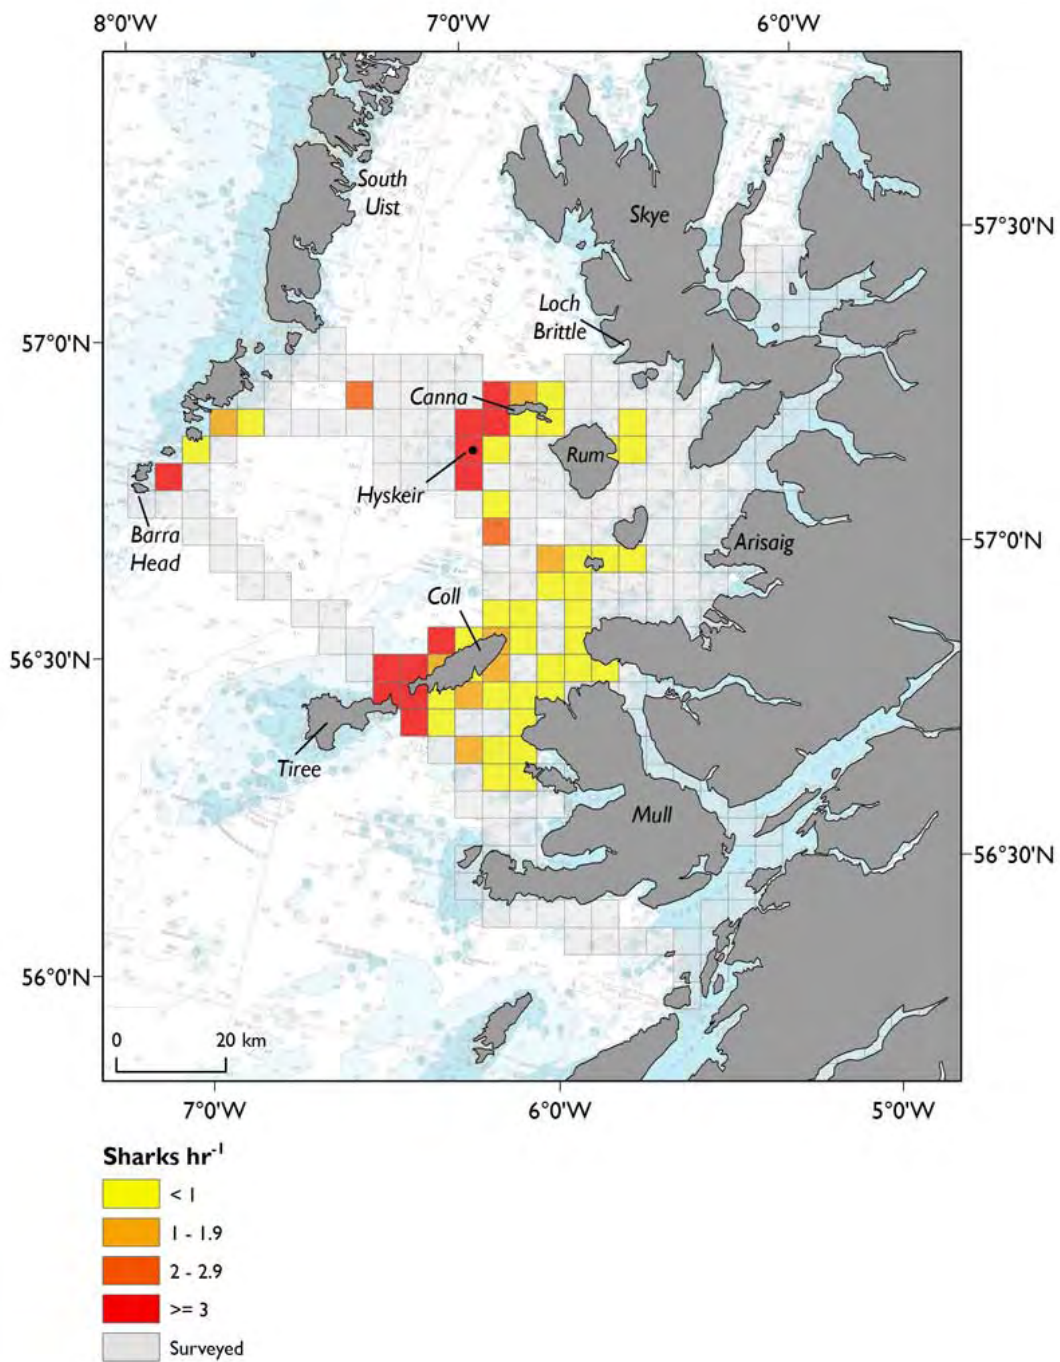 8°0'W 7°0'W 6°0'W
South
Uist
Skye
57°30'N
Loch
Brittle
57°0'N
Canna
Rum
Hyskeir
Barra
Head
Arisaig
57°0'N
Coll
56°30'N
Tiree
Mull
56°30'N
56°0'N
0 20 km
7°0'W 6°0'W 5°0'W
Sharks hr⁻¹
< 1
1 - 1.9
2 - 2.9
>= 3
Surveyed